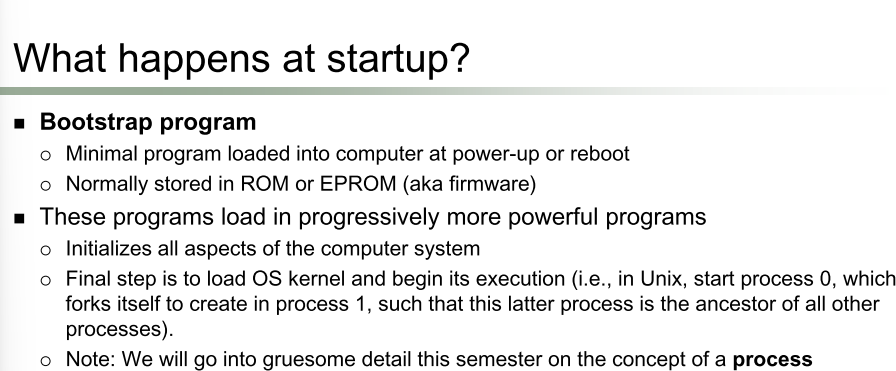 What happens at startup?
■ Bootstrap program
○ Minimal program loaded into computer at power-up or reboot
○ Normally stored in ROM or EPROM (aka firmware)
■ These programs load in progressively more powerful programs
○ Initializes all aspects of the computer system
○ Final step is to load OS kernel and begin its execution (i.e., in Unix, start process 0, which
forks itself to create in process 1, such that this latter process is the ancestor of all other
processes).
○ Note: We will go into gruesome detail this semester on the concept of a process